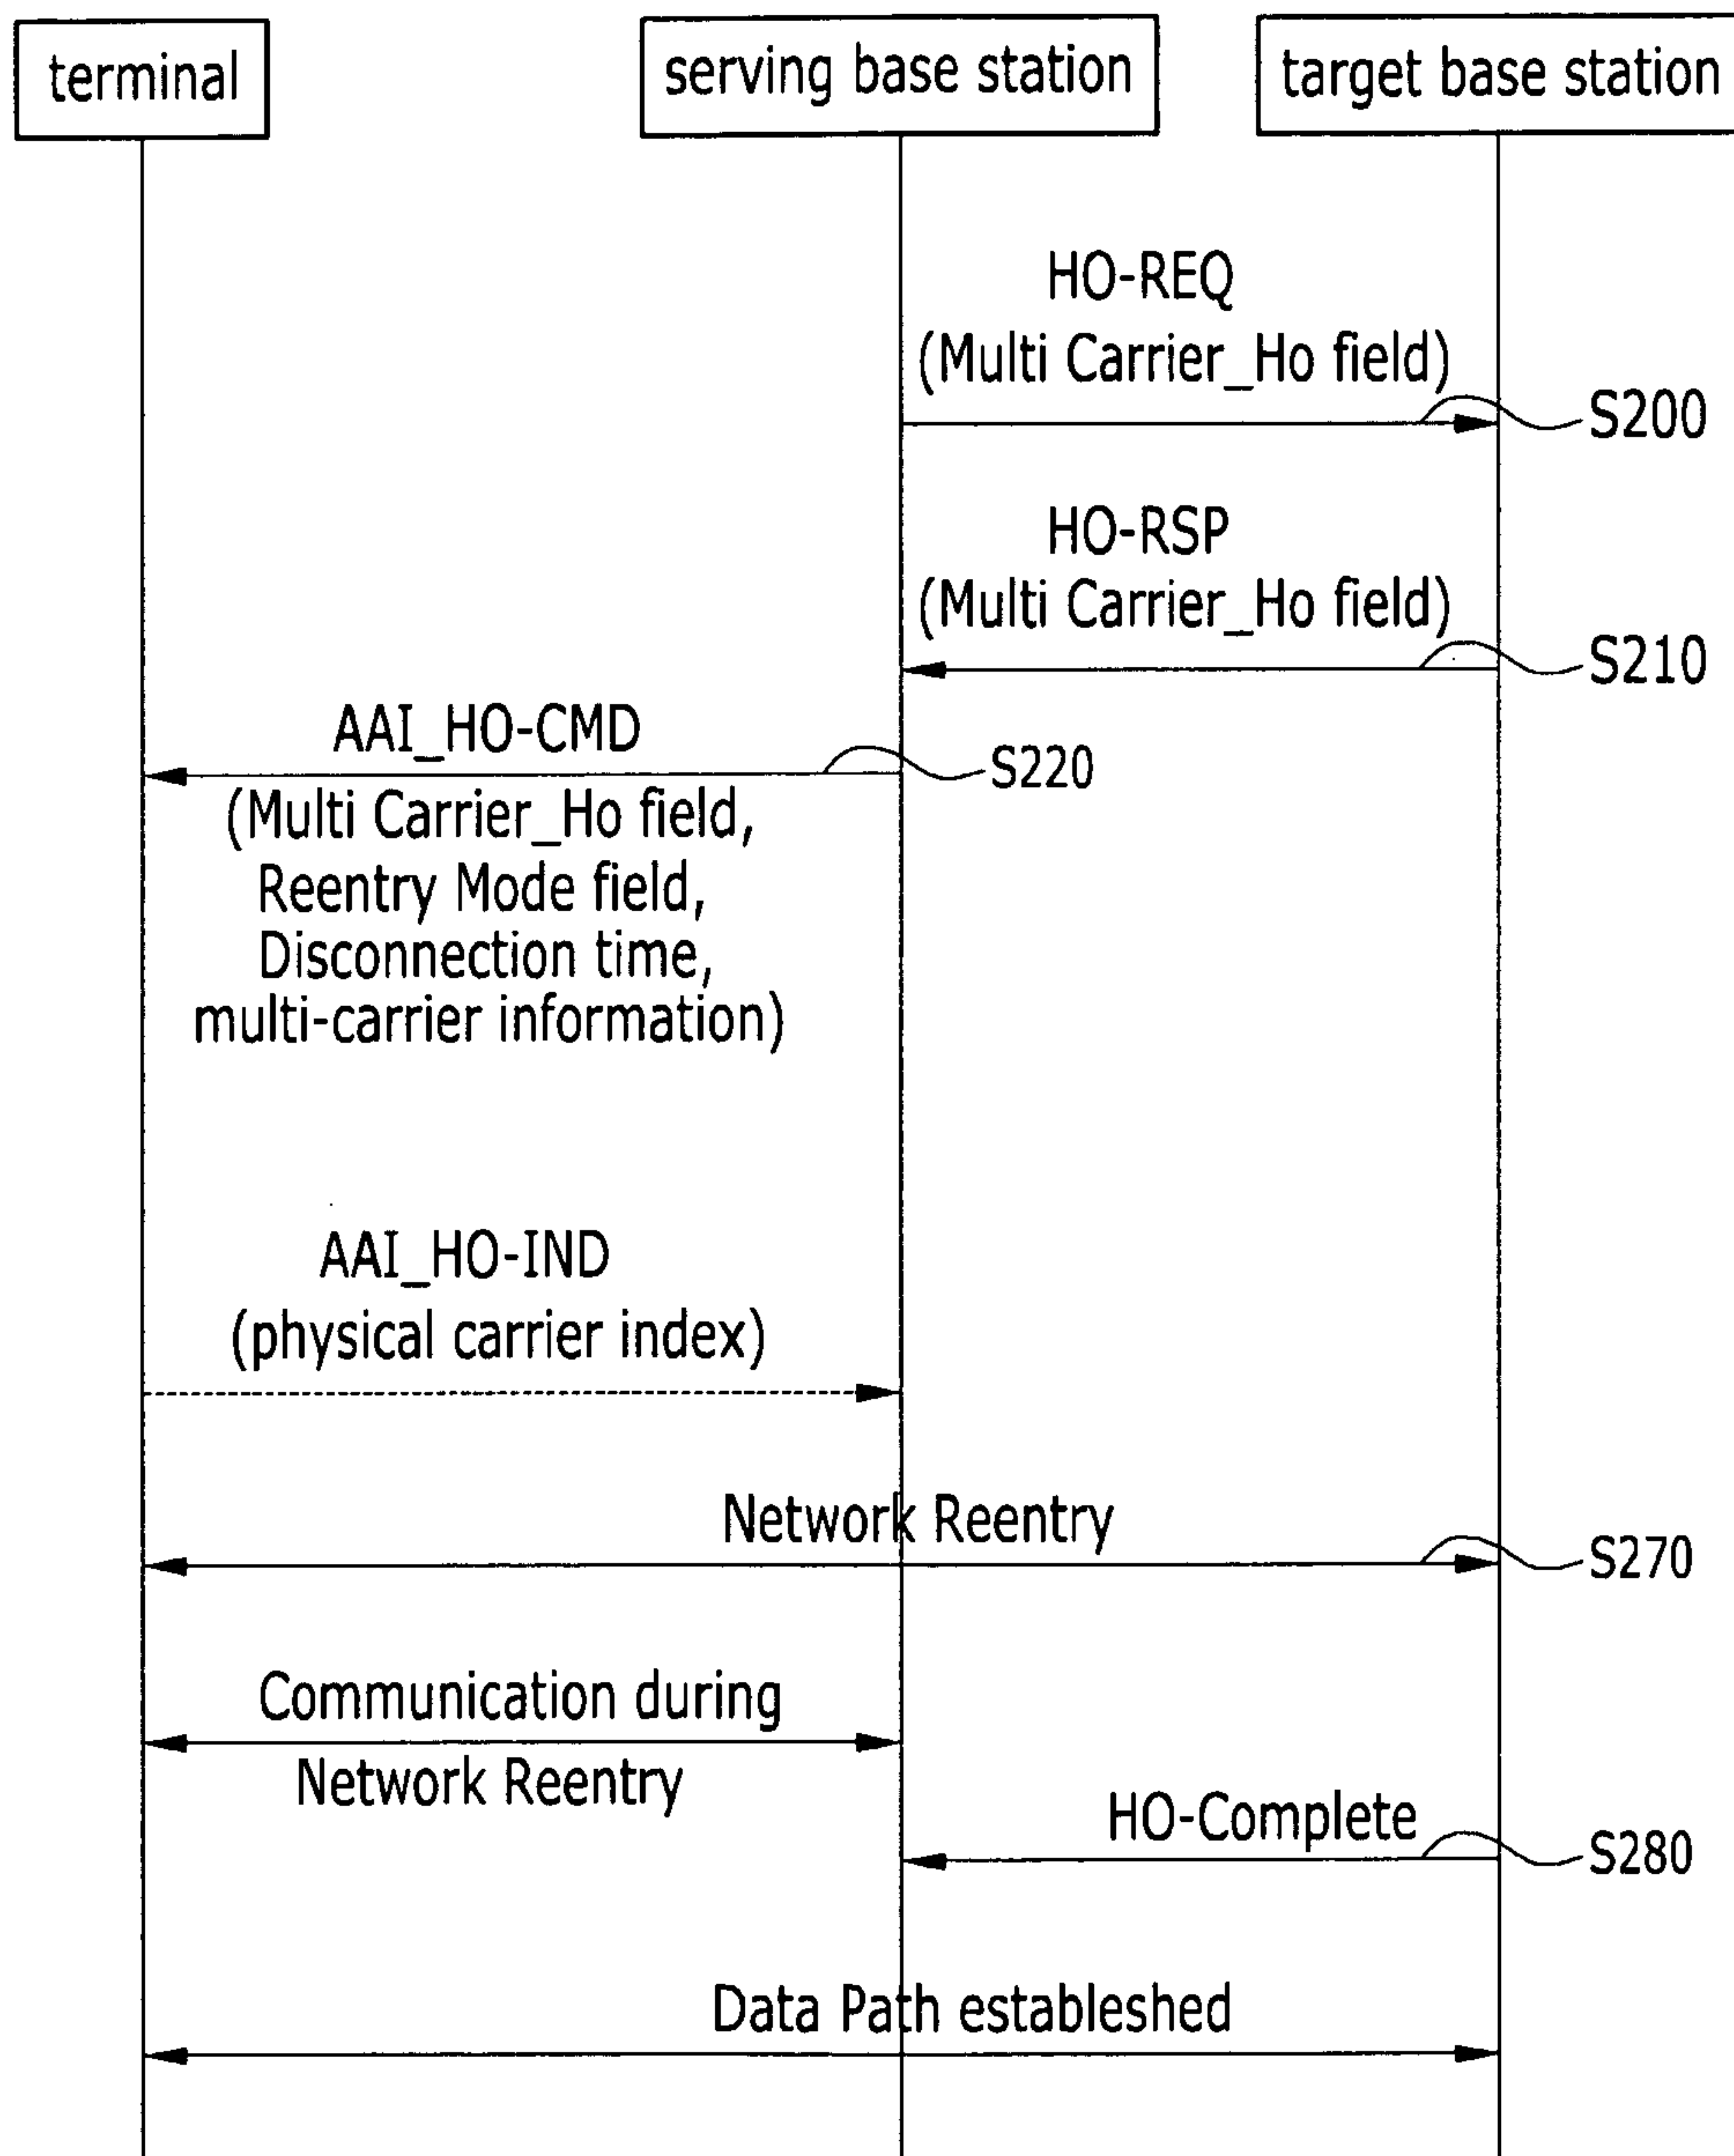 terminal
serving base station
target base station
HO-REQ
(Multi Carrier_Ho field)
S200
HO-RSP
(Multi Carrier_Ho field)
S210
AAI_HO-CMD
S220
(Multi Carrier_Ho field,
Reentry Mode field,
Disconnection time,
multi-carrier information)
AAI_HO-IND
(physical carrier index)
Network Reentry
S270
Communication during
Network Reentry
HO-Complete
S280
Data Path estableshed